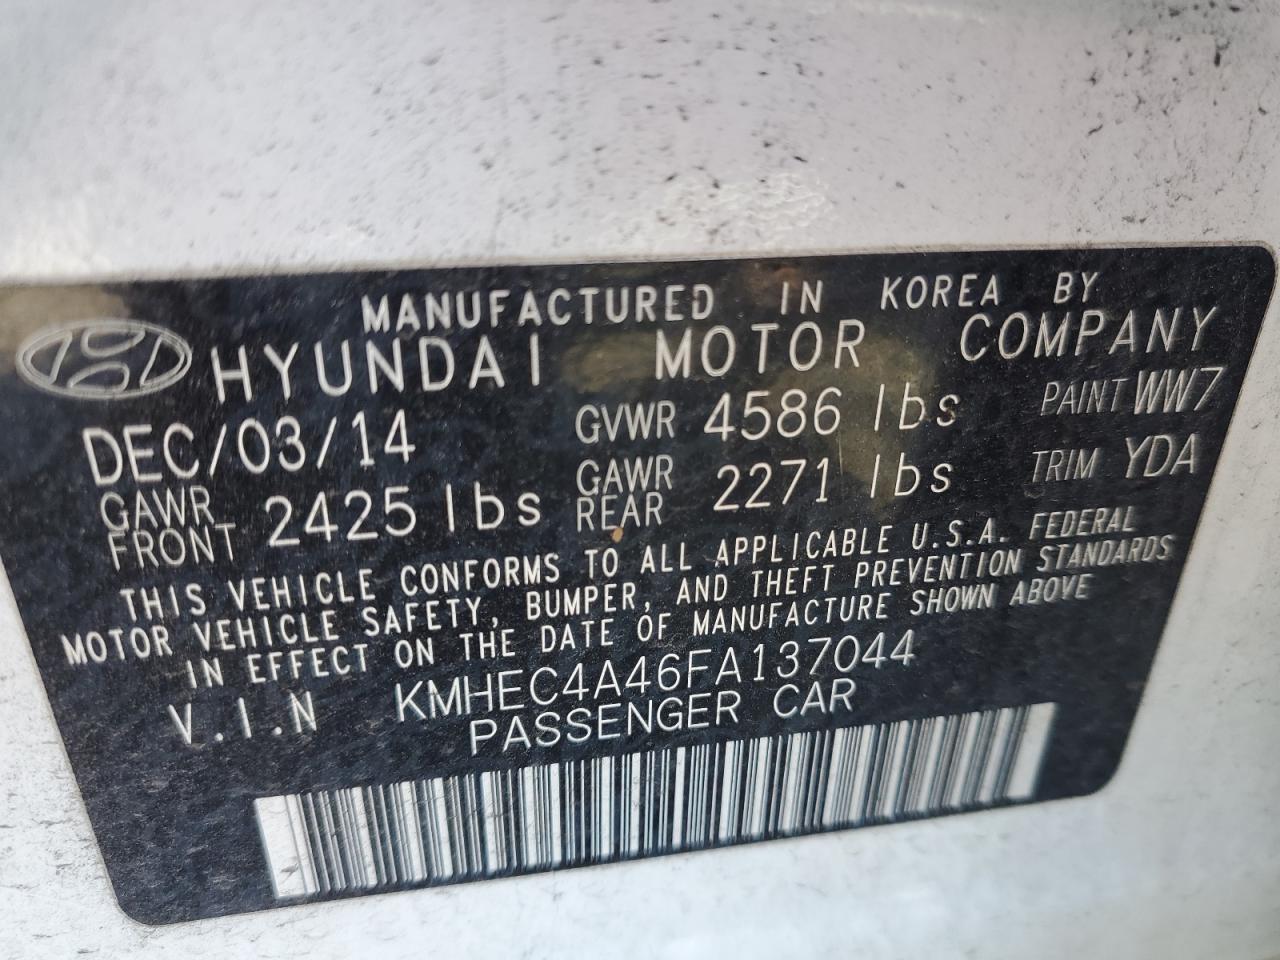 MANUFACTURED IN KOREA BY
HYUNDAI MOTOR COMPANY
DEC/03/14 GVWR 4586 lbs PAINT WW7
GAWR FRONT 2425 lbs GAWR REAR 2271 lbs TRIM YDA
THIS VEHICLE CONFORMS TO ALL APPLICABLE U.S.A. FEDERAL
MOTOR VEHICLE SAFETY, BUMPER, AND THEFT PREVENTION STANDARDS
IN EFFECT ON THE DATE OF MANUFACTURE SHOWN ABOVE
V.I.N KMHEC4A46FA137044
PASSENGER CAR